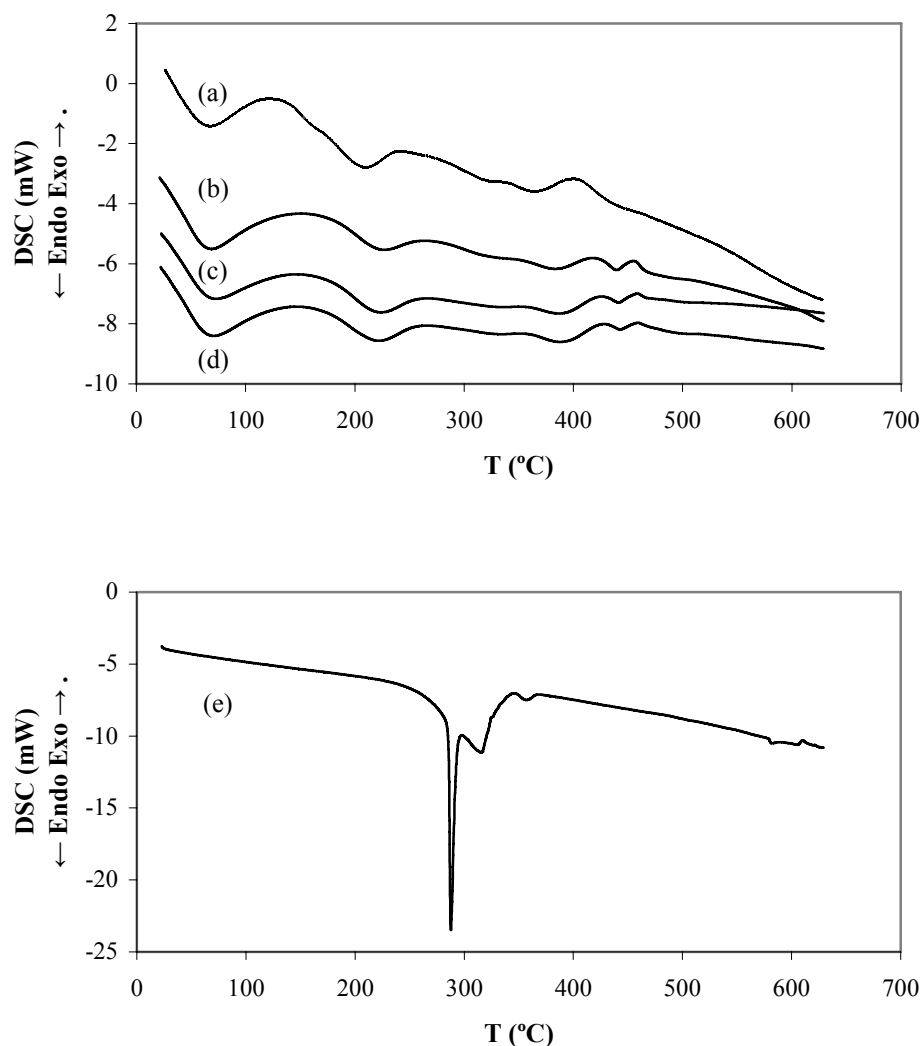 2
0
-2
-4
-6
-8
-10
DSC (mW)
← Endo Exo → .
(a)
(b)
(c)
(d)
0 100 200 300 400 500 600 700
T (ºC)
0
-5
-10
-15
-20
-25
DSC (mW)
← Endo Exo → .
(e)
0 100 200 300 400 500 600 700
T (ºC)